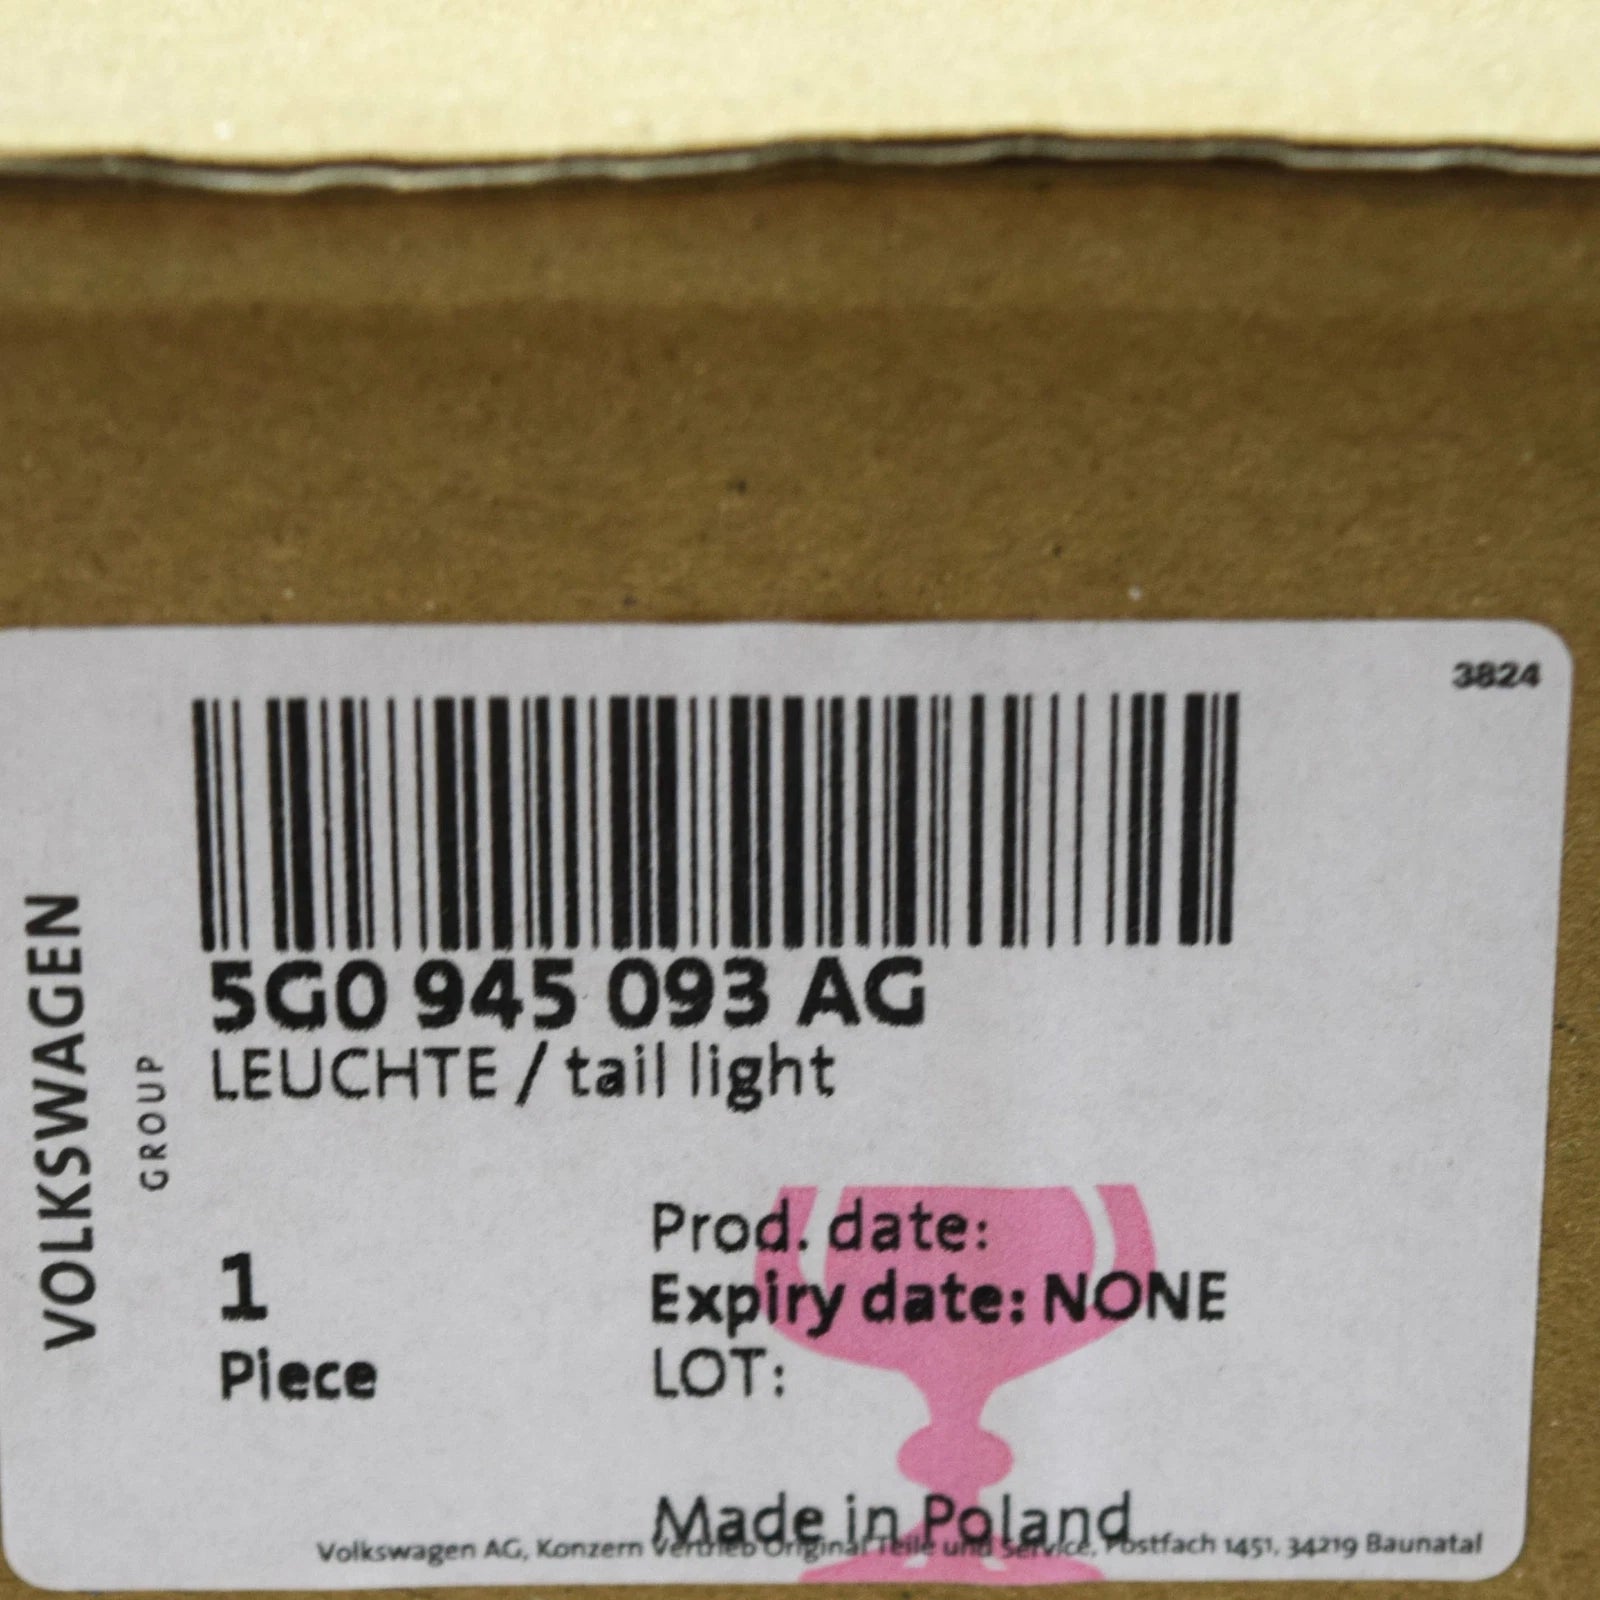 3824
5G0 945 093 AG
LEUCHTE / tail light
VOLKSWAGEN
GROUP
1
Piece
Prod. date:
Expiry date: NONE
LOT:
Made in Poland
Volkswagen AG, Konzern Vertrieb Original Teile und Service, Postfach 1451, 34219 Baunatal